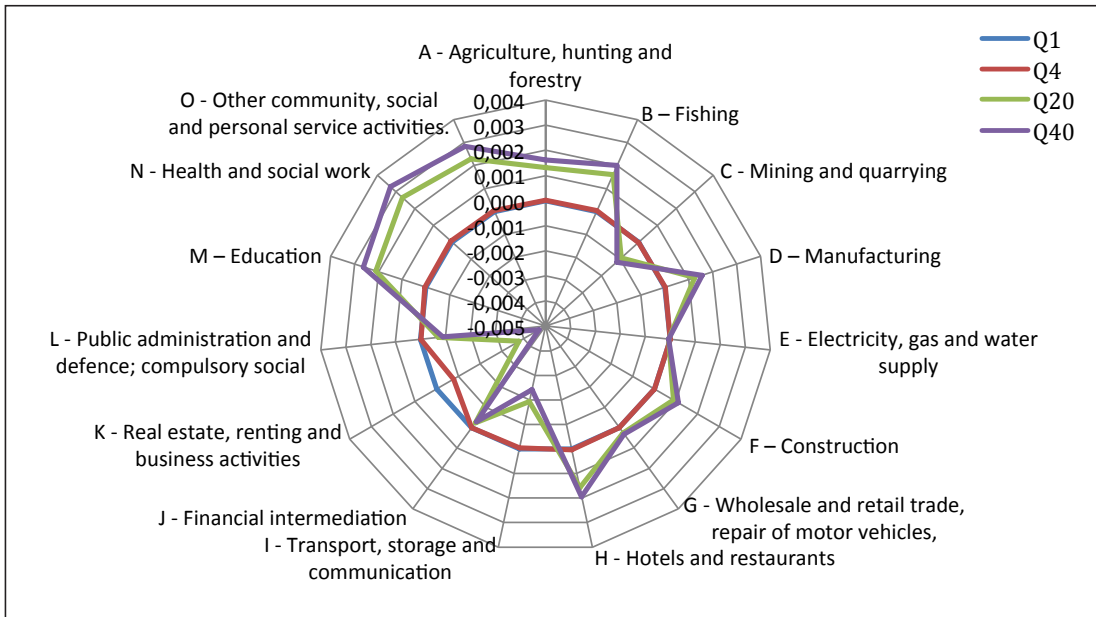 A - Agriculture, hunting and
forestry
B – Fishing
C - Mining and quarrying
D – Manufacturing
E - Electricity, gas and water
supply
F – Construction
G - Wholesale and retail trade,
repair of motor vehicles,
H - Hotels and restaurants
I - Transport, storage and
communication
J - Financial intermediation
K - Real estate, renting and
business activities
L - Public administration and
defence; compulsory social
M – Education
N - Health and social work
O - Other community, social
and personal service activities.
0,004
0,003
0,002
0,001
0,000
-0,001
-0,002
-0,003
-0,004
-0,005
Q1
Q4
Q20
Q40